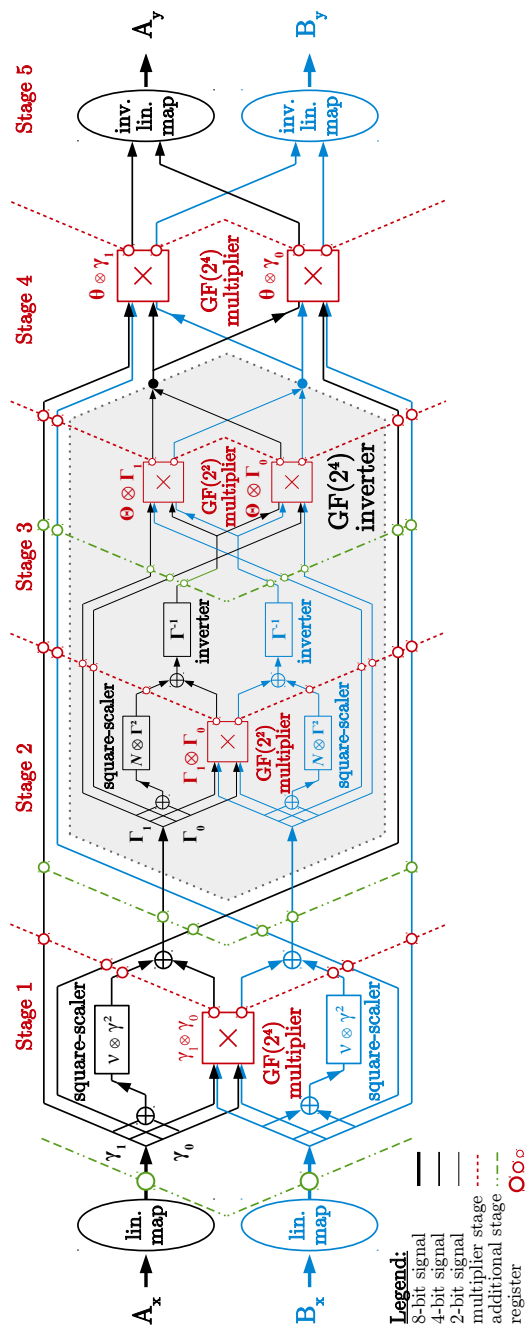 Stage 1
Stage 2
Stage 3
Stage 4
Stage 5
A_x
lin.
map
γ_1
γ_0
square-scaler
ν ⊗ γ²
γ_1 ⊗ γ_0
×
GF(2⁴)
multiplier
Γ_1
Γ_0
square-scaler
N ⊗ Γ²
Γ_1 ⊗ Γ_0
×
GF(2²)
multiplier
Γ⁻¹
inverter
Θ ⊗ Γ_1
×
GF(2²)
multiplier
Θ ⊗ Γ_0
×
GF(2⁴)
inverter
θ ⊗ γ_1
×
GF(2⁴)
multiplier
θ ⊗ γ_0
×
inv.
lin.
map
A_y
B_x
lin.
map
ν ⊗ γ²
square-scaler
N ⊗ Γ²
square-scaler
Γ⁻¹
inverter
inv.
lin.
map
B_y
Legend:
8-bit signal
4-bit signal
2-bit signal
multiplier stage
additional stage
register